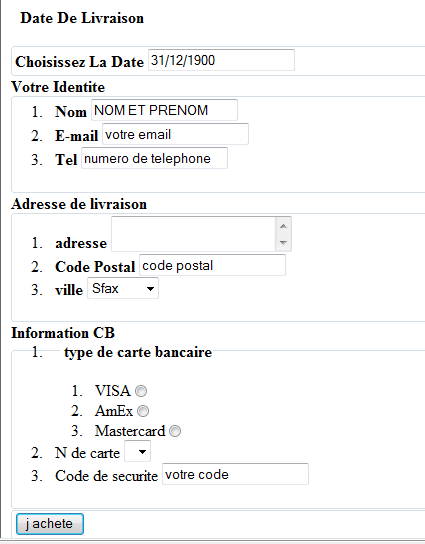 Date De Livraison
Choisissez La Date 31/12/1900
Votre Identite
1. Nom NOM ET PRENOM
2. E-mail votre email
3. Tel numero de telephone
Adresse de livraison
1. adresse
2. Code Postal code postal
3. ville Sfax
Information CB
1. type de carte bancaire
1. VISA
2. AmEx
3. Mastercard
2. N de carte
3. Code de securite votre code
j achete